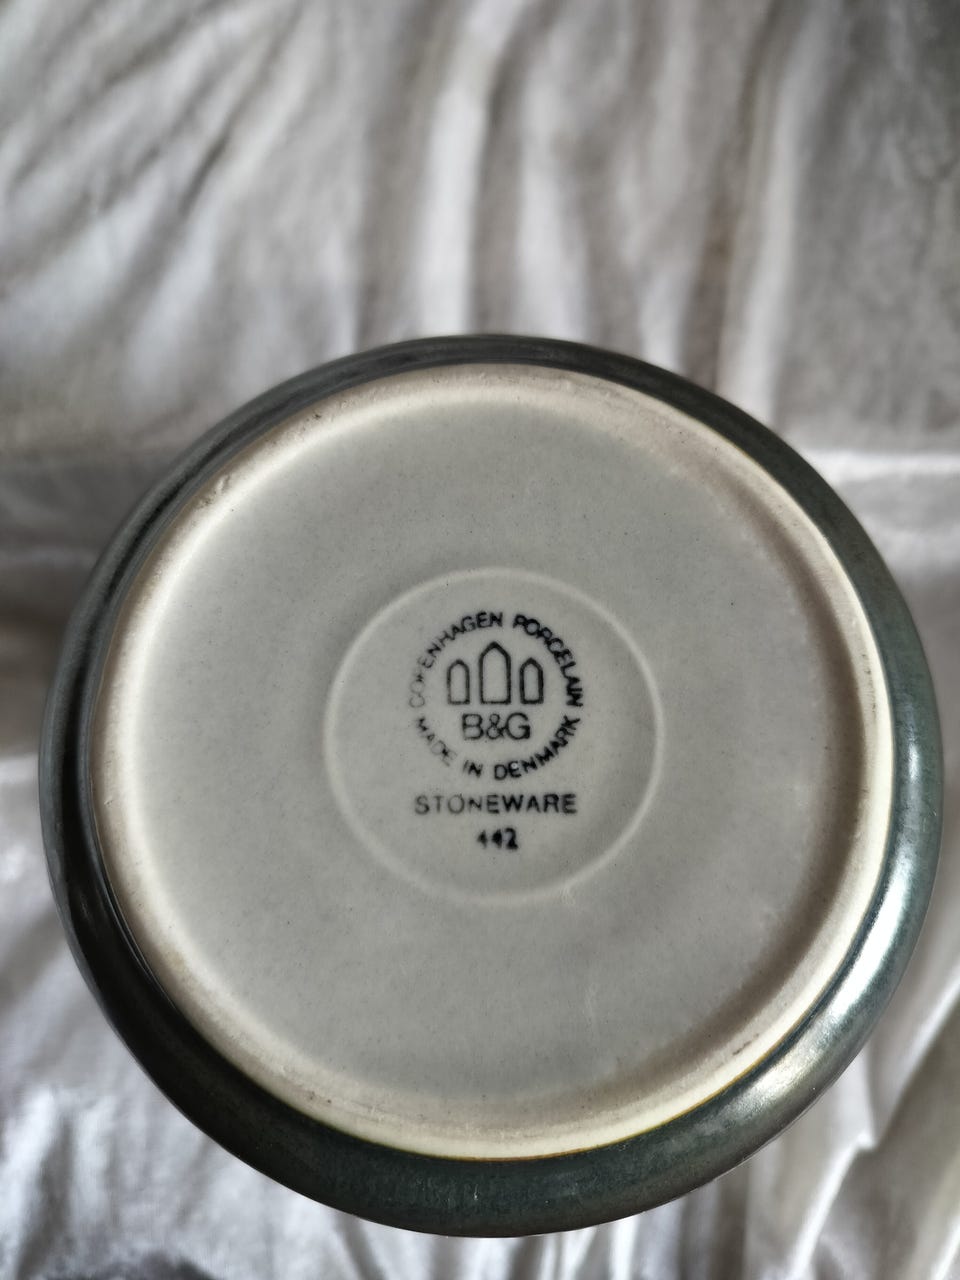 COPENHAGEN PORCELAIN
B&G
MADE IN DENMARK
STONEWARE
442